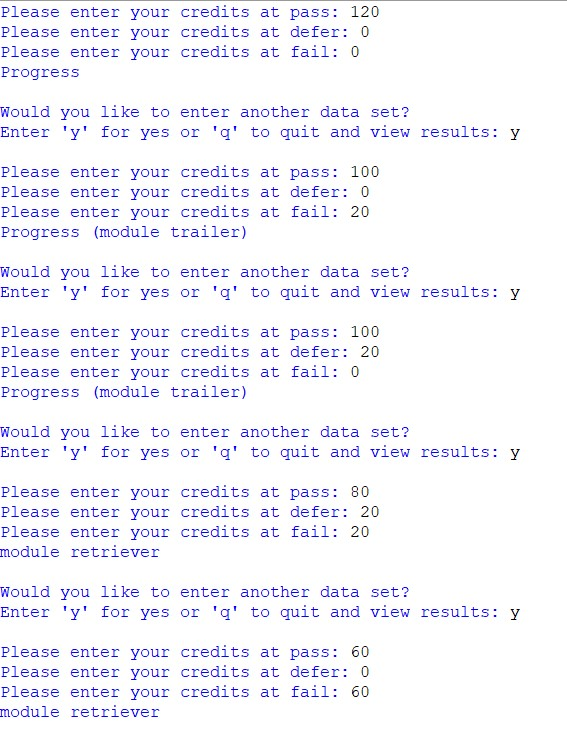 Please enter your credits at pass: 120
Please enter your credits at defer: 0
Please enter your credits at fail: 0
Progress
Would you like to enter another data set?
Enter 'y' for yes or 'q' to quit and view results: y
Please enter your credits at pass: 100
Please enter your credits at defer: 0
Please enter your credits at fail: 20
Progress (module trailer)
Would you like to enter another data set?
Enter 'y' for yes or 'q' to quit and view results: y
Please enter your credits at pass: 100
Please enter your credits at defer: 20
Please enter your credits at fail: 0
Progress (module trailer)
Would you like to enter another data set?
Enter 'y' for yes or 'q' to quit and view results: y
Please enter your credits at pass: 80
Please enter your credits at defer: 20
Please enter your credits at fail: 20
module retriever
Would you like to enter another data set?
Enter 'y' for yes or 'q' to quit and view results: y
Please enter your credits at pass: 60
Please enter your credits at defer: 0
Please enter your credits at fail: 60
module retriever